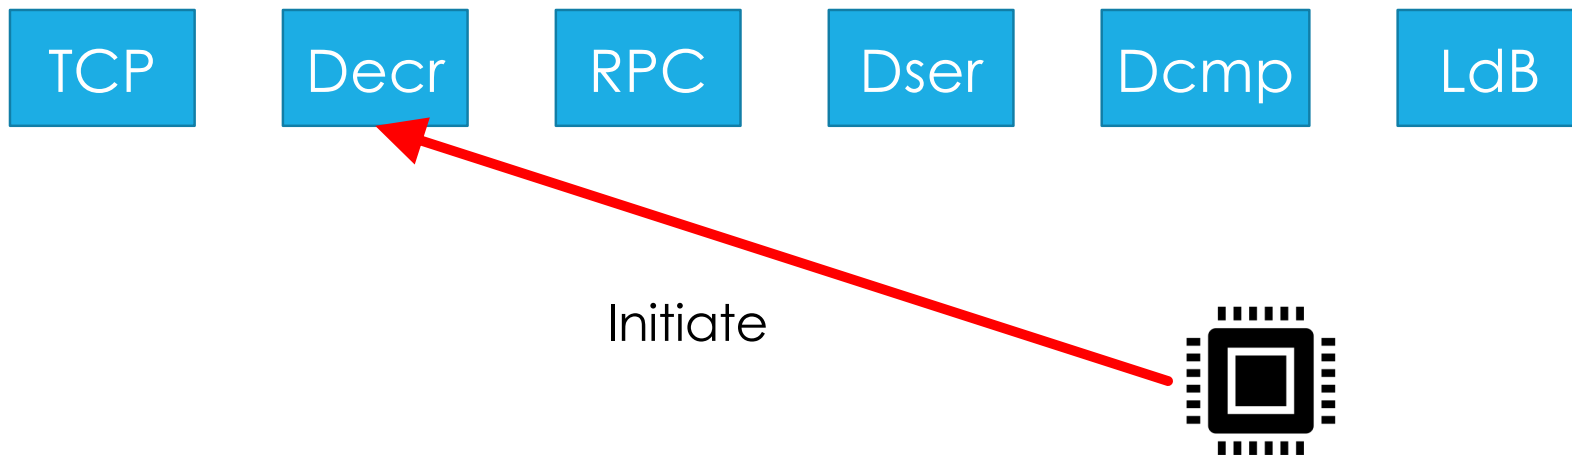 TCP Decr RPC Dser Dcmp LdB
Initiate